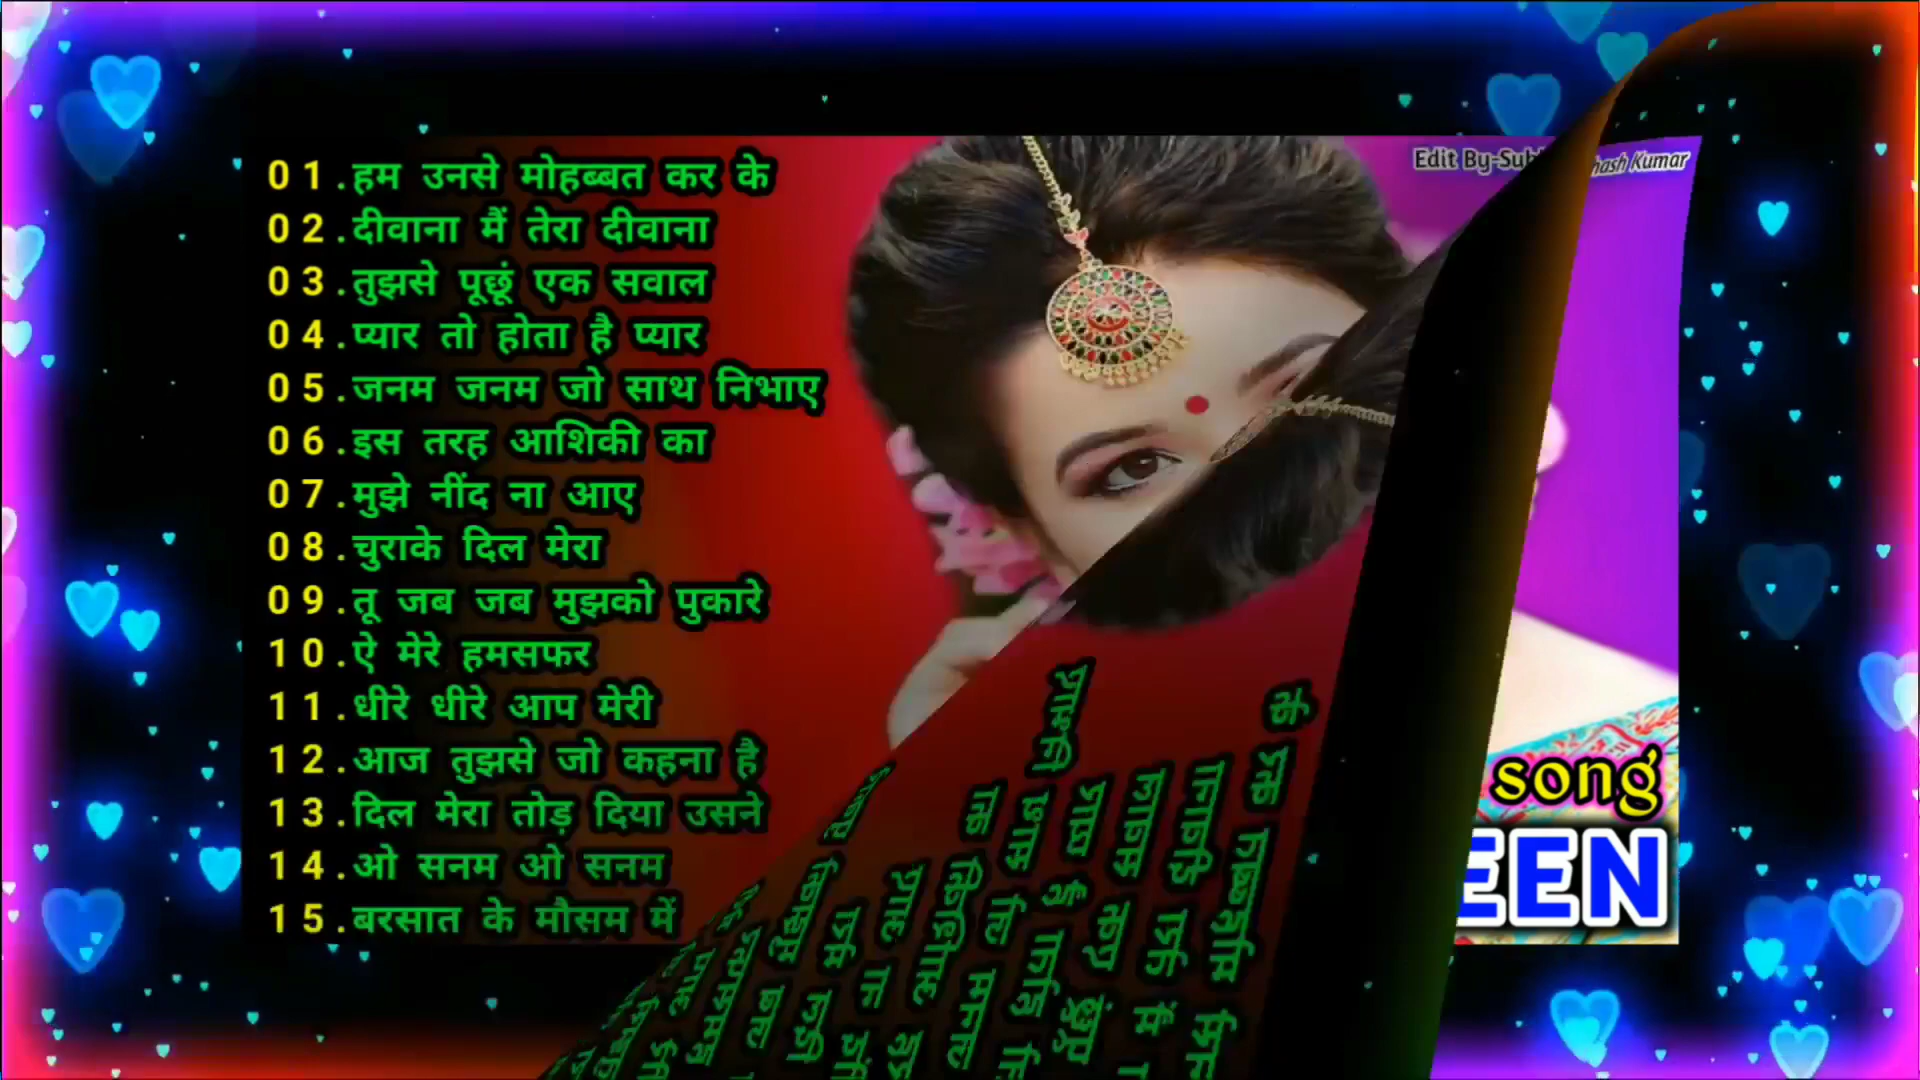 01.हम उनसे मोहब्बत कर के
02.दीवाना मैं तेरा दीवाना
03.तुझसे पूछूं एक सवाल
04.प्यार तो होता है प्यार
05.जनम जनम जो साथ निभाए
06.इस तरह आशिकी का
07.मुझे नींद ना आए
08.चुराके दिल मेरा
09.तू जब जब मुझको पुकारे
10.ऐ मेरे हमसफर
11.धीरे धीरे आप मेरी
12.आज तुझसे जो कहना है
13.दिल मेरा तोड़ दिया उसने
14.ओ सनम ओ सनम
15.बरसात के मौसम में
Edit By-Sub
hash Kumar
song
EEN